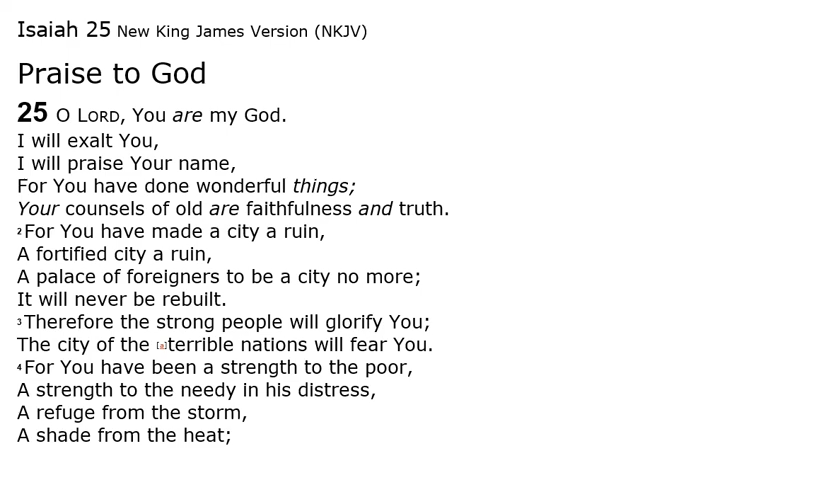 Isaiah 25 New King James Version (NKJV)
Praise to God
25 O LORD, You are my God.
I will exalt You,
I will praise Your name,
For You have done wonderful things;
Your counsels of old are faithfulness and truth.
2 For You have made a city a ruin,
A fortified city a ruin,
A palace of foreigners to be a city no more;
It will never be rebuilt.
3 Therefore the strong people will glorify You;
The city of the [a]terrible nations will fear You.
4 For You have been a strength to the poor,
A strength to the needy in his distress,
A refuge from the storm,
A shade from the heat;